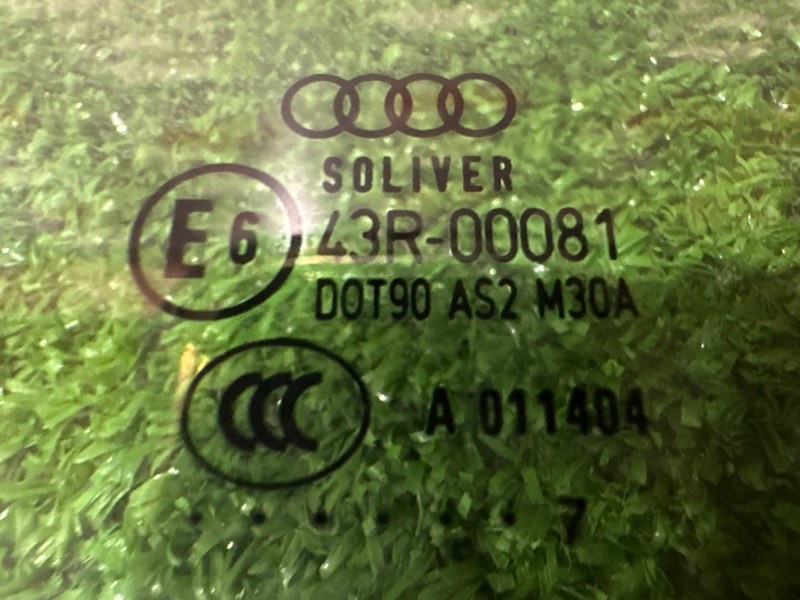 SOLIVER
E6 43R-00081
DOT90 AS2 M30A
CCC A 011404
. . . . . . 7